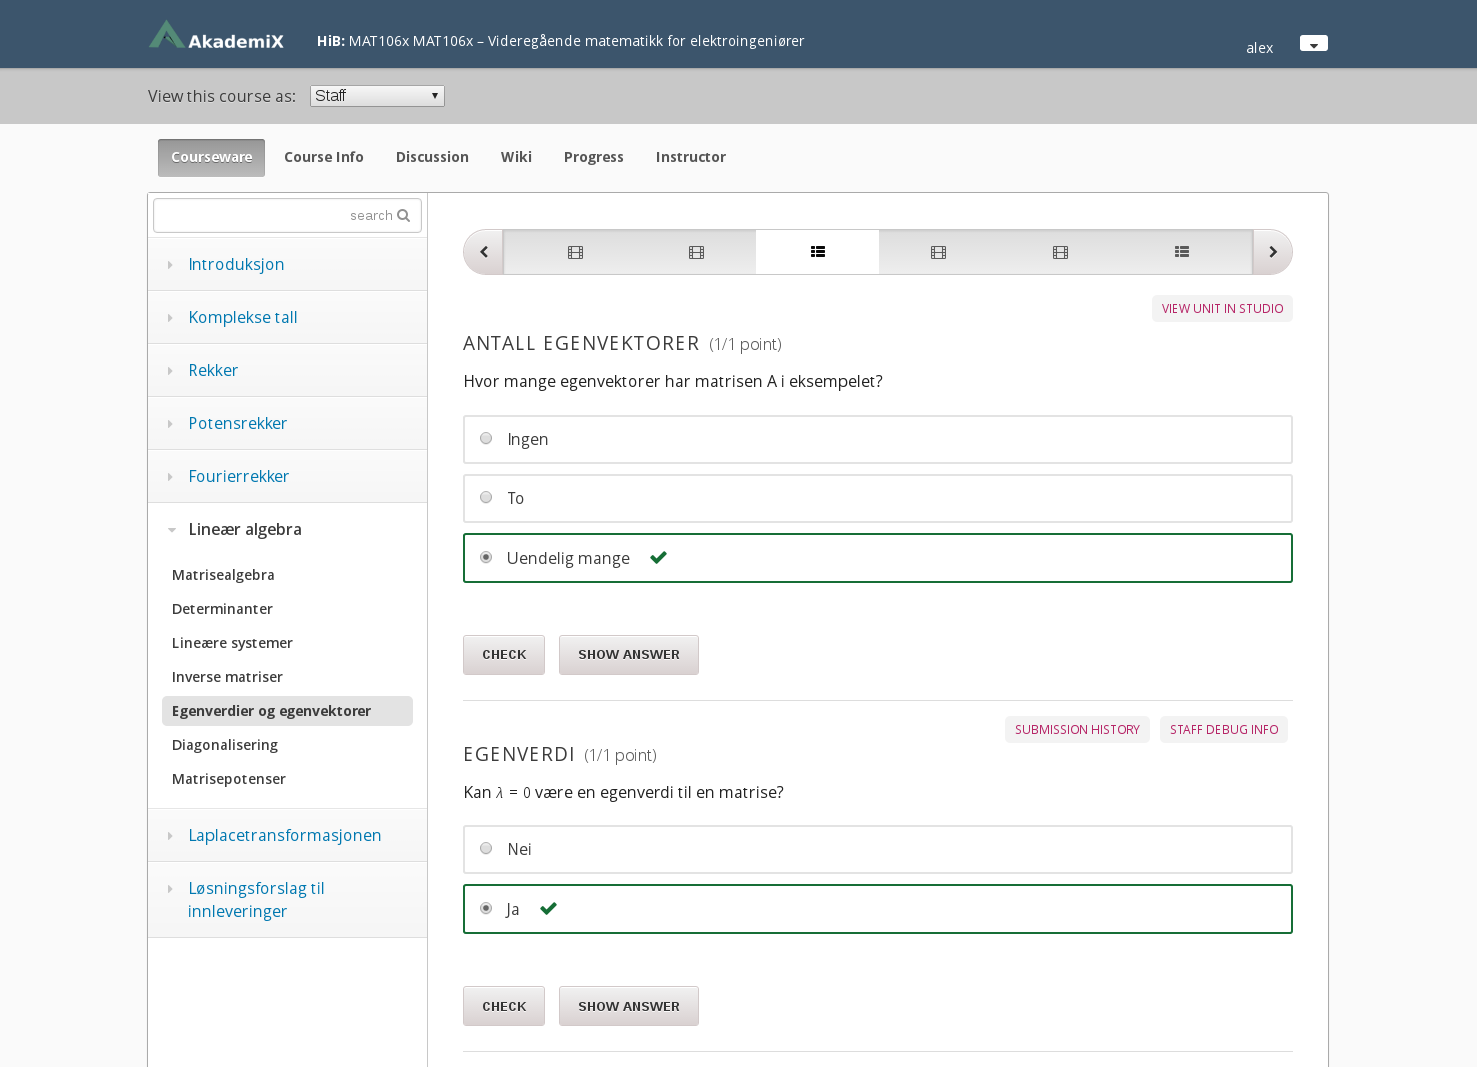 AkademiX
HiB: MAT106x MAT106x – Videregående matematikk for elektroingeniører
alex
View this course as: Staff
Courseware Course Info Discussion Wiki Progress Instructor
search
Introduksjon
Komplekse tall
Rekker
Potensrekker
Fourierrekker
Lineær algebra
Matrisealgebra
Determinanter
Lineære systemer
Inverse matriser
Egenverdier og egenvektorer
Diagonalisering
Matrisepotenser
Laplacetransformasjonen
Løsningsforslag til
innleveringer
VIEW UNIT IN STUDIO
ANTALL EGENVEKTORER (1/1 point)
Hvor mange egenvektorer har matrisen A i eksempelet?
Ingen
To
Uendelig mange
CHECK SHOW ANSWER
SUBMISSION HISTORY STAFF DEBUG INFO
EGENVERDI (1/1 point)
Kan λ = 0 være en egenverdi til en matrise?
Nei
Ja
CHECK SHOW ANSWER